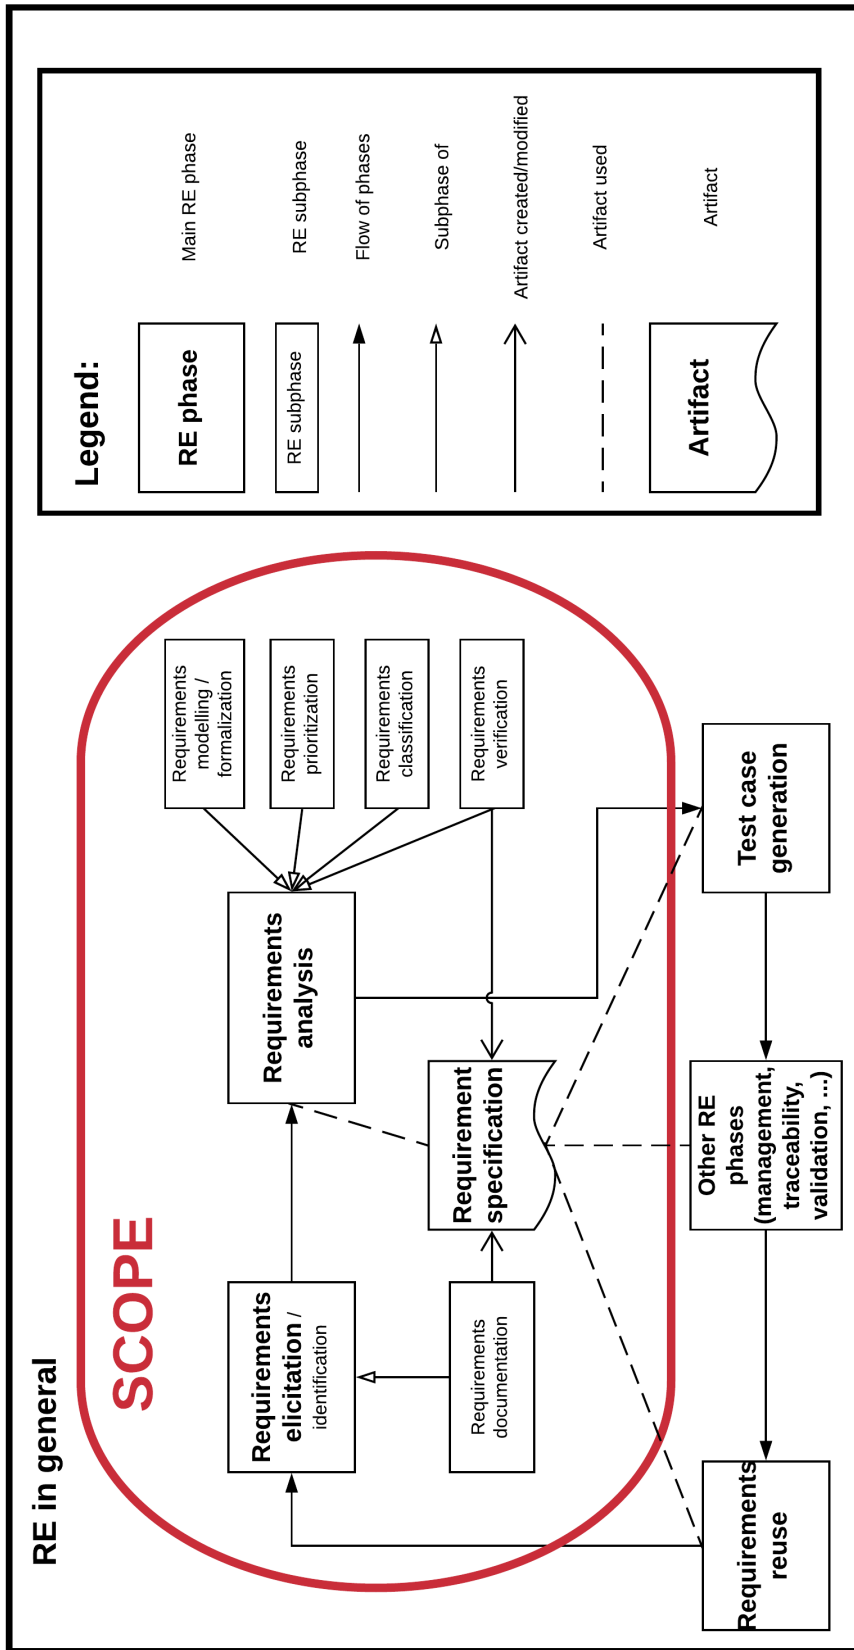 RE in general
SCOPE
Requirements
elicitation /
identification
Requirements
documentation
Requirements
analysis
Requirement
specification
Requirements
modelling /
formalization
Requirements
prioritization
Requirements
classification
Requirements
verification
Requirements
reuse
Other RE
phases
(management,
traceability,
validation, ...)
Test case
generation
Legend:
RE phase
Main RE phase
RE subphase
RE subphase
Flow of phases
Subphase of
Artifact created/modified
Artifact used
Artifact
Artifact